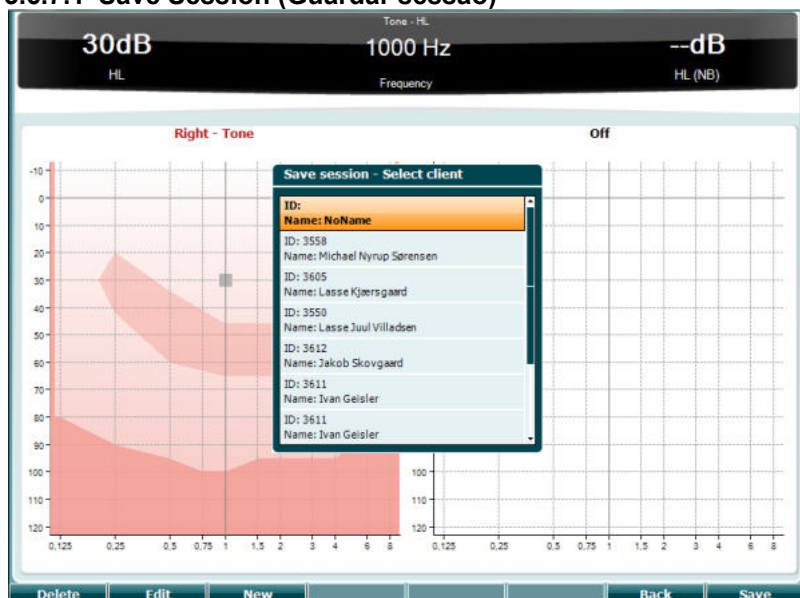 Save Session (Guardar sessão)
Tone - HL
30dB
1000 Hz
--dB
HL
Frequency
HL (NB)
Right - Tone
Off
Save session - Select client
ID:
Name: NoName
ID: 3558
Name: Michael Nyrup Sørensen
ID: 3605
Name: Lasse Kjærsgaard
ID: 3550
Name: Lasse Juul Villadsen
ID: 3612
Name: Jakob Skovgaard
ID: 3611
Name: Ivan Geisler
ID: 3611
Name: Ivan Geisler
-10
0
10
20
30
40
50
60
70
80
90
100
110
120
100
110
120
0,125 0,25 0,5 0,75 1 1,5 2 3 4 6 8
0,125 0,25 0,5 0,75 1 1,5 2 3 4 6 8
Delete Edit New Back Save